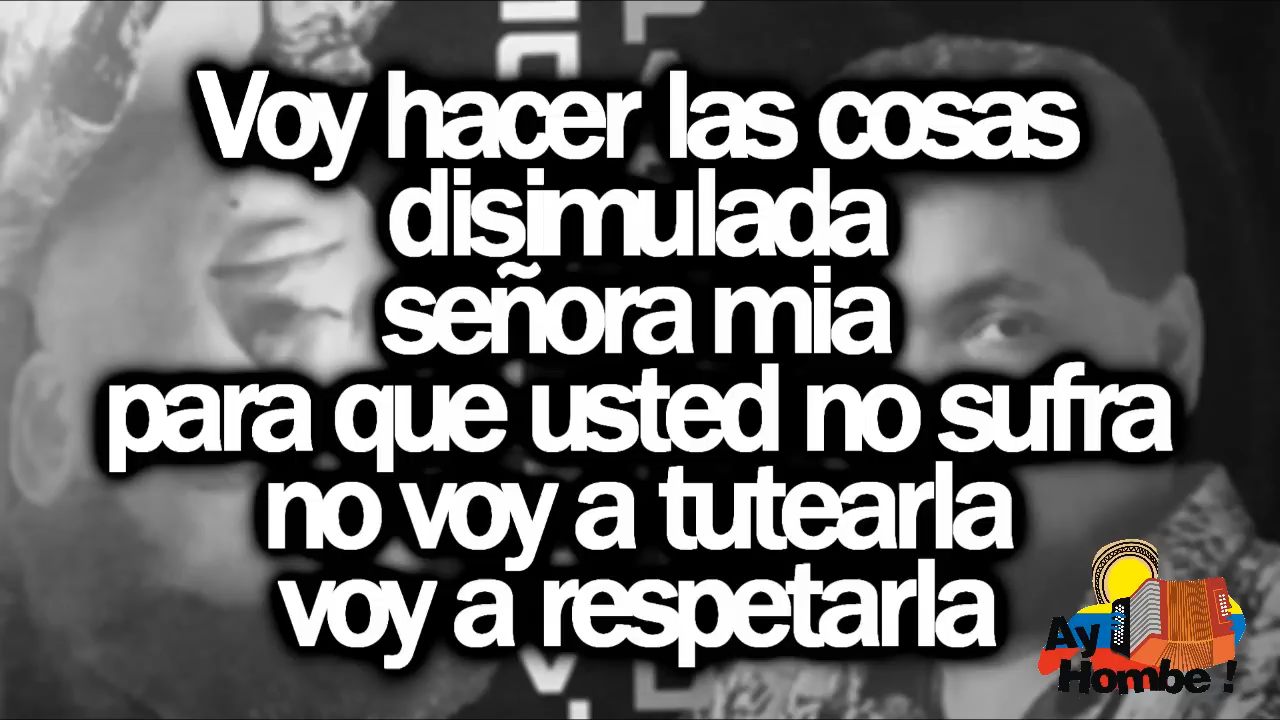 Voy hacer las cosas
disimulada
señora mia
para que usted no sufra
no voy a tutearla
voy a respetarla
Ay
Hombe !